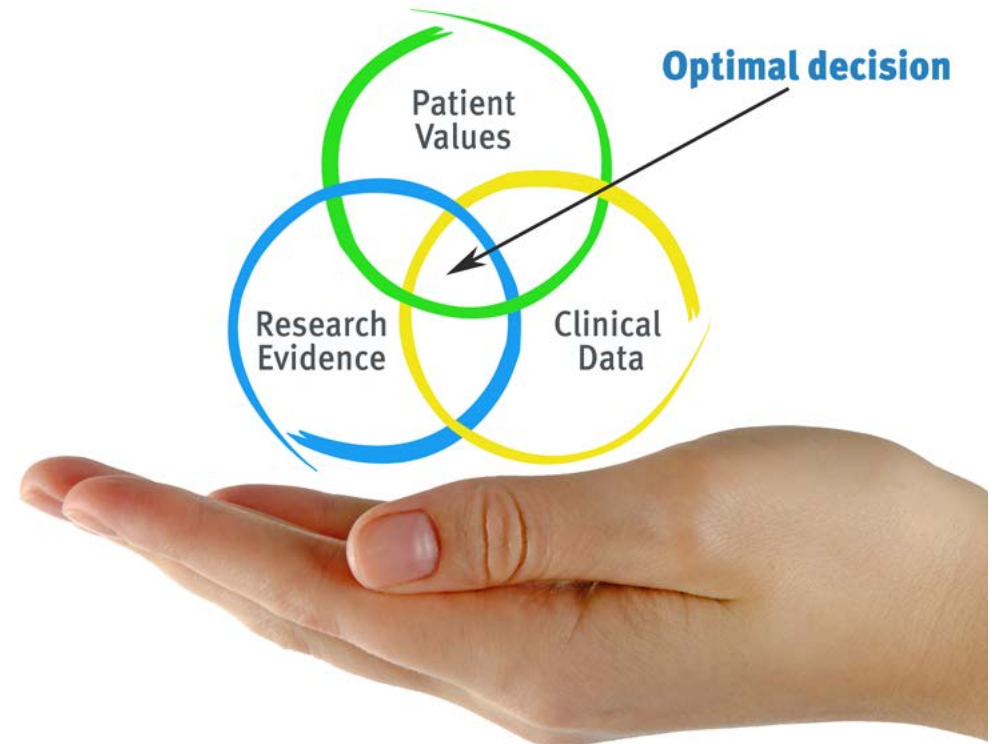 Optimal decision
Patient
Values
Research
Evidence
Clinical
Data